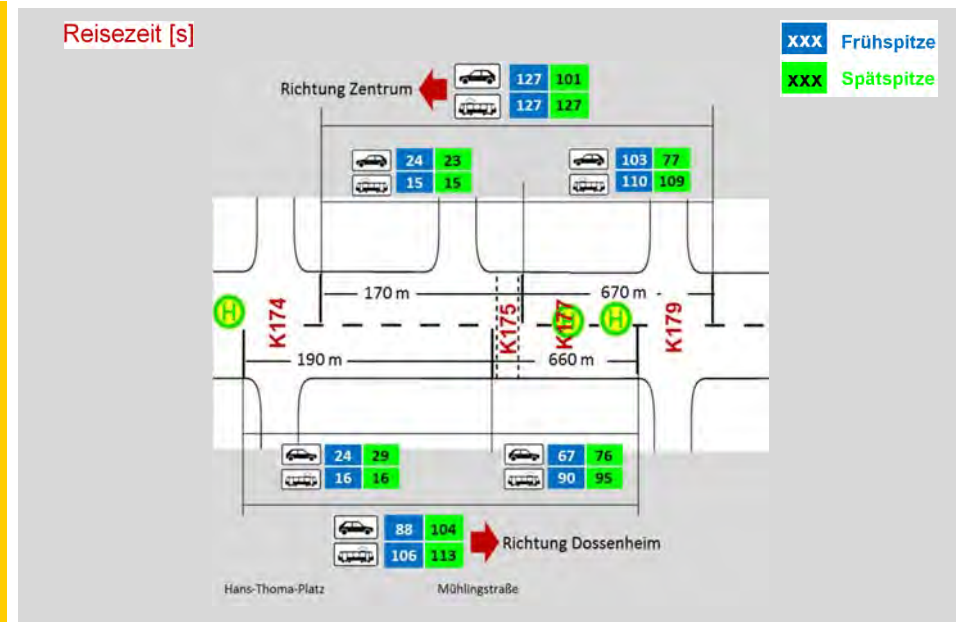 Reisezeit [s]
xxx Frühspitze
xxx Spätspitze
Richtung Zentrum
127 101
127 127
24 23
15 15
103 77
110 109
170 m
670 m
H
K174
K175
K177
H
H
K179
190 m
660 m
24 29
16 16
67 76
90 95
88 104
106 113
Richtung Dossenheim
Hans-Thoma-Platz
Mühlingstraße